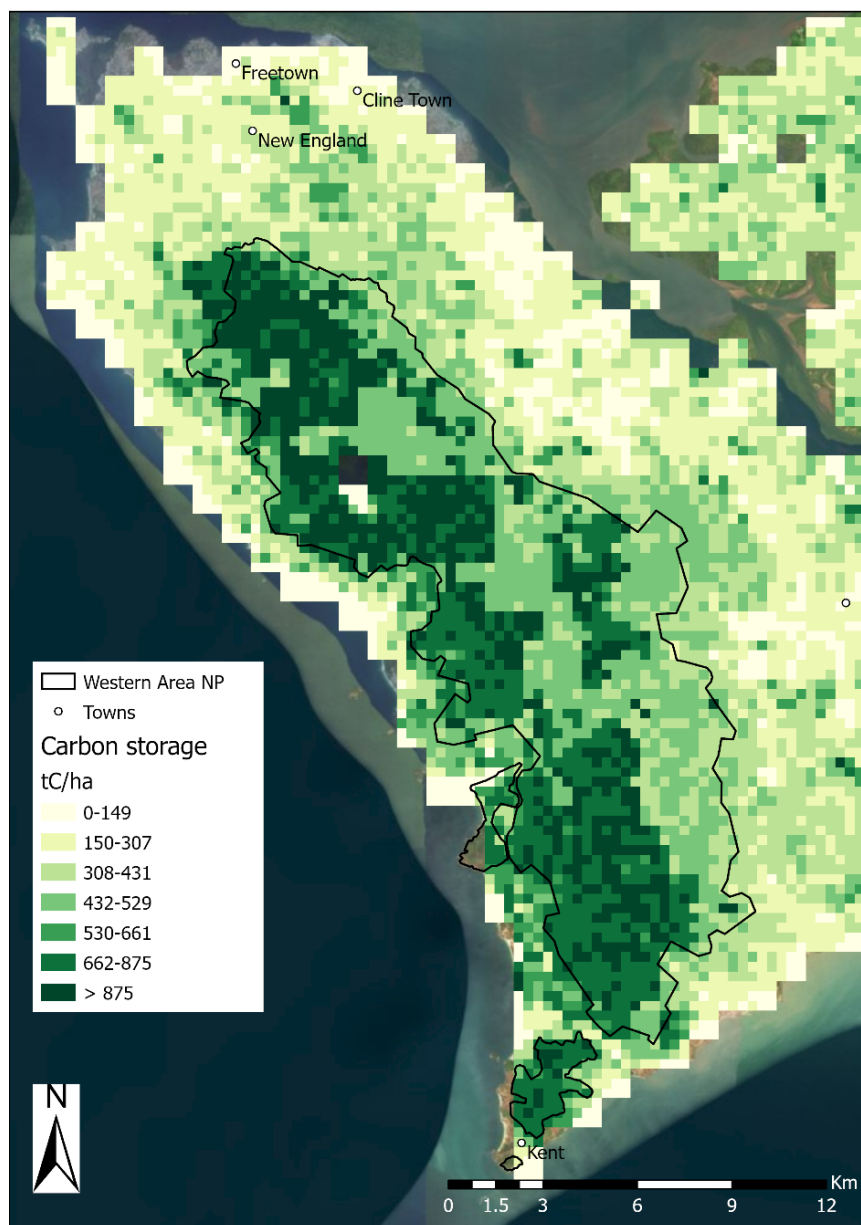 Freetown
Cline Town
New England
Western Area NP
Towns
Carbon storage
tC/ha
0-149
150-307
308-431
432-529
530-661
662-875
> 875
N
Kent
Km
0 1.5 3 6 9 12